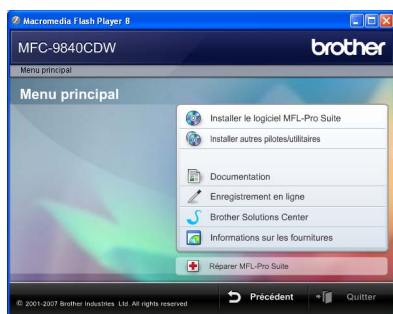 Macromedia Flash Player 8
MFC-9840CDW
brother
Menu principal
Menu principal
Installer le logiciel MFL-Pro Suite
Installer autres pilotes/utilitaires
Documentation
Enregistrement en ligne
Brother Solutions Center
Informations sur les fournitures
Réparer MFL-Pro Suite
© 2001-2007 Brother Industries Ltd. All rights reserved
Précédent
Quitter